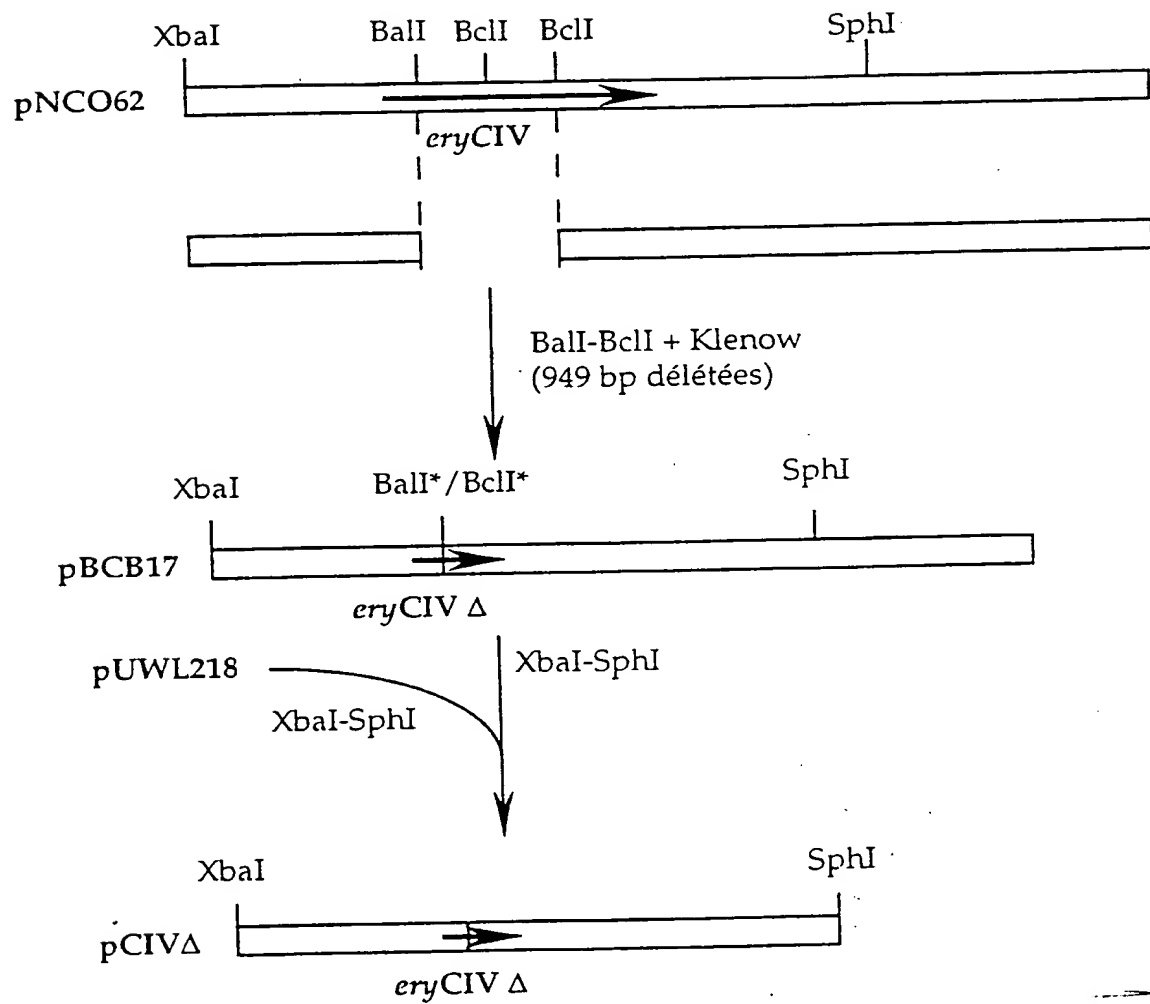 XbaI BalI BclI BclI SphI
pNCO62
eryCIV
BalI-BclI + Klenow
(949 bp délétées)
XbaI BalI*/BclI* SphI
pBCB17
eryCIV Δ
pUWL218 XbaI-SphI
XbaI-SphI
XbaI SphI
pCIVΔ
eryCIV Δ